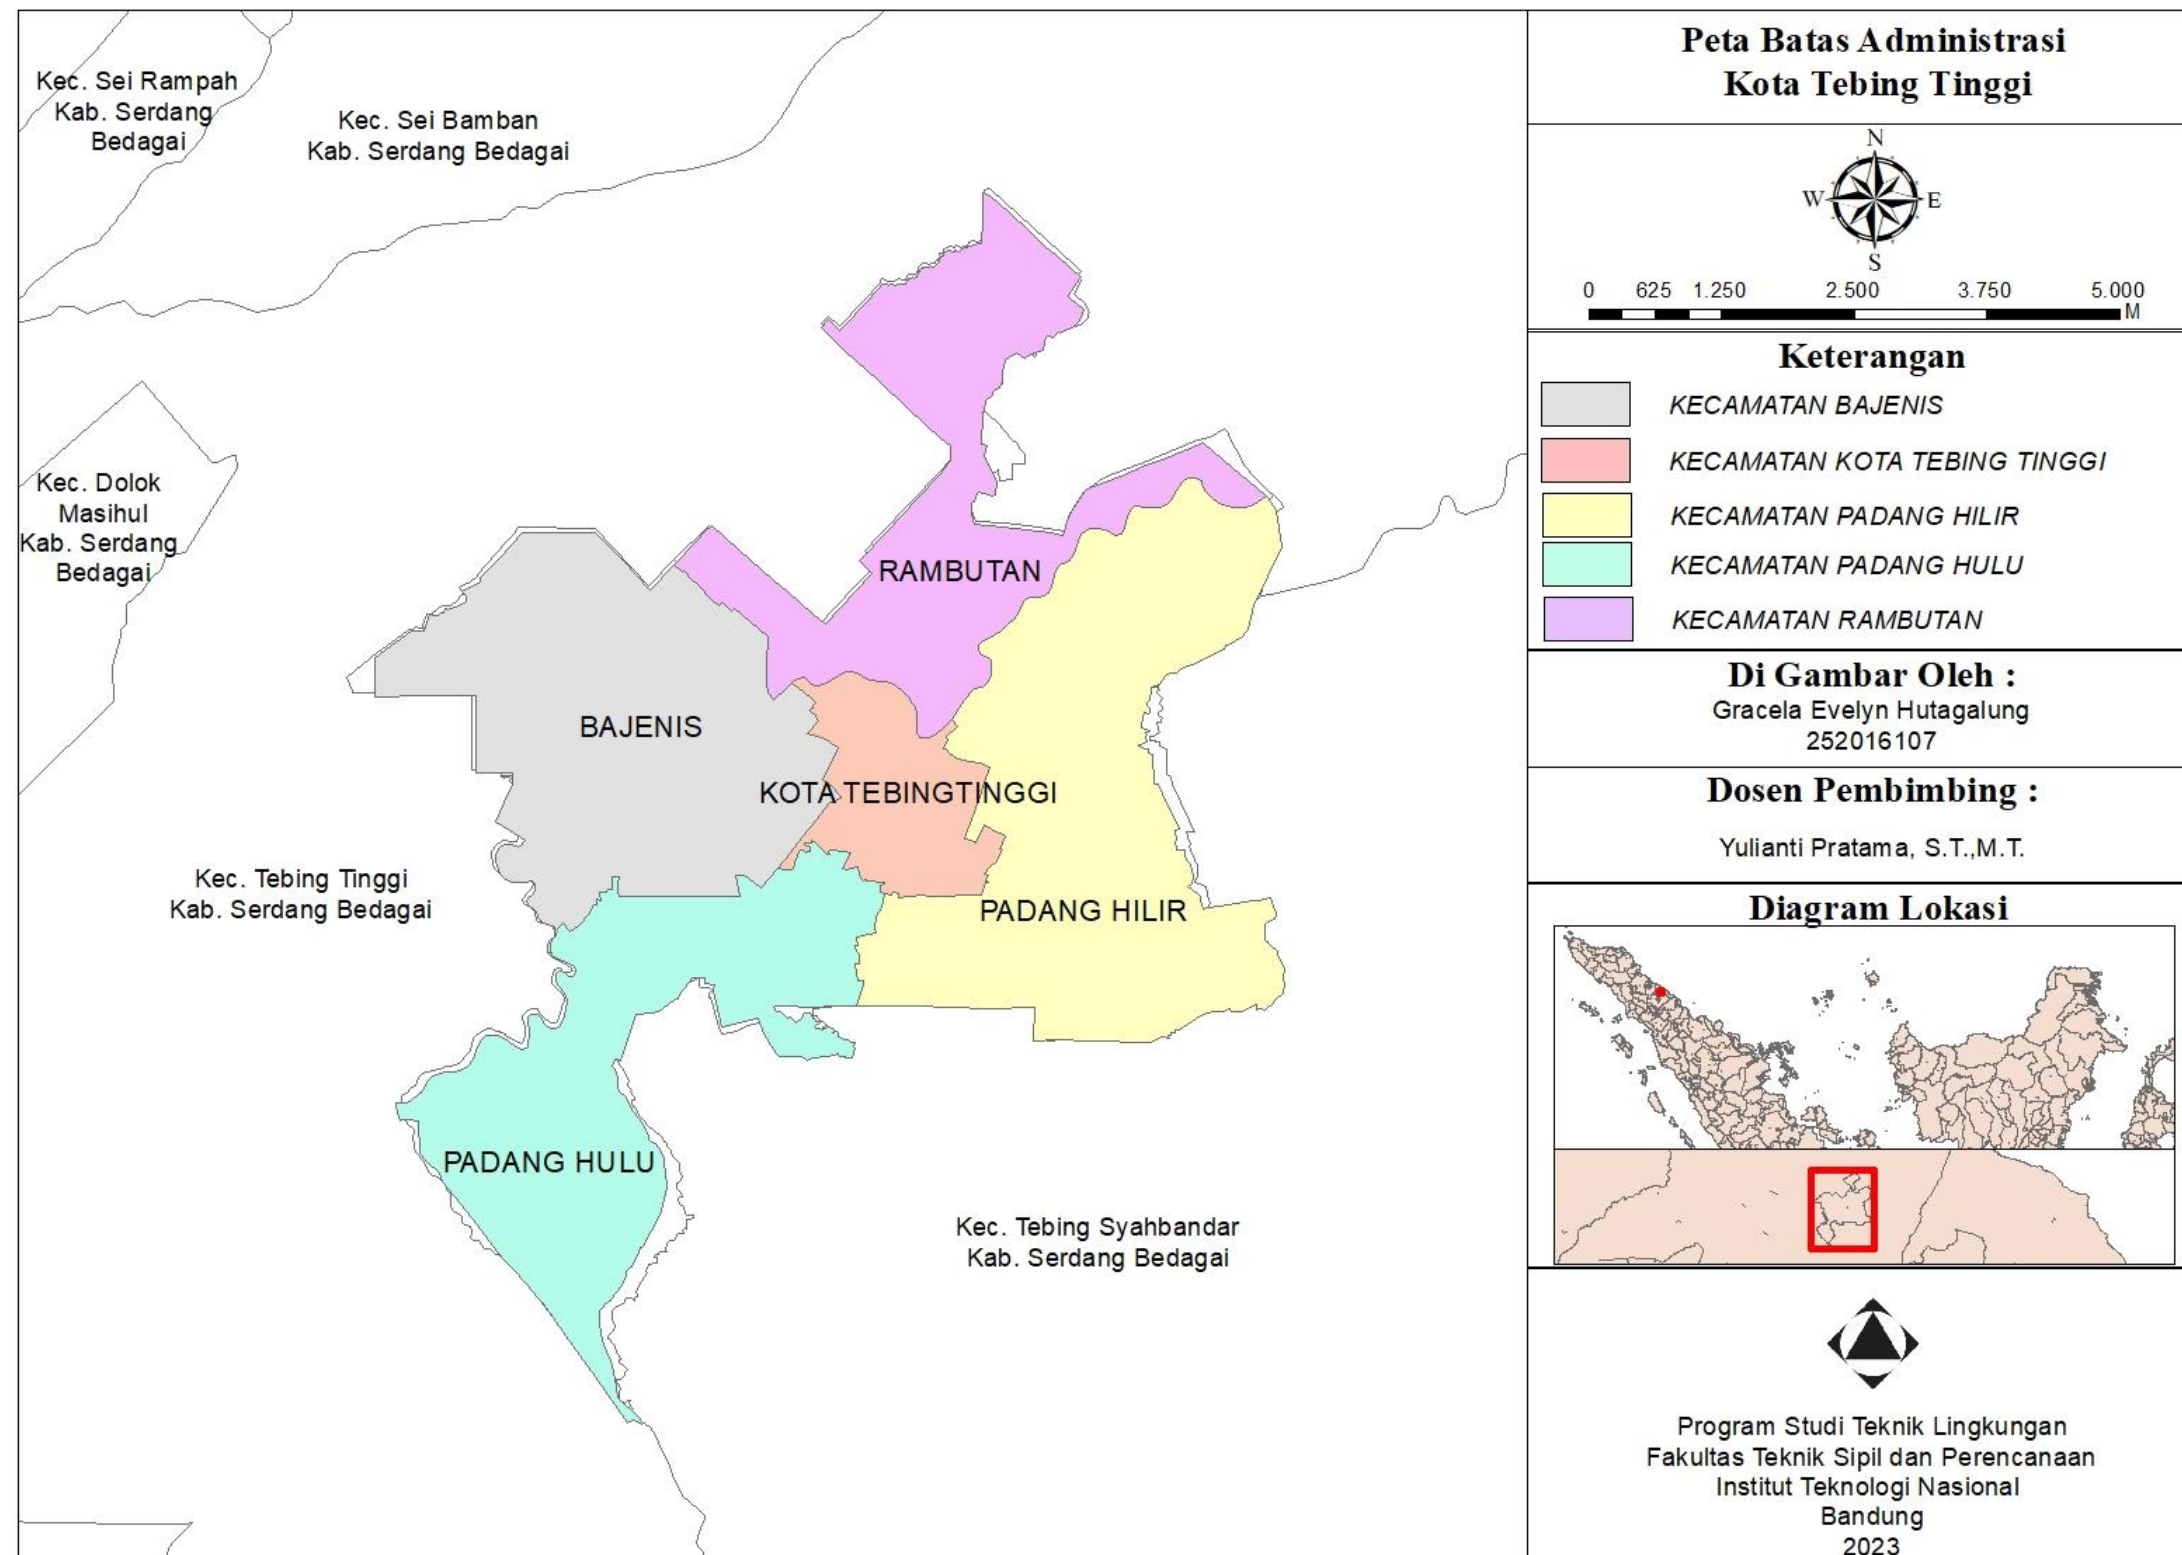 Kec. Sei Rampah
Kab. Serdang
Bedagai
Kec. Sei Bamban
Kab. Serdang Bedagai
Kec. Dolok
Masihul
Kab. Serdang
Bedagai
RAMBUTAN
BAJENIS
KOTA TEBINGTINGGI
Kec. Tebing Tinggi
Kab. Serdang Bedagai
PADANG HILIR
PADANG HULU
Kec. Tebing Syahbandar
Kab. Serdang Bedagai
Peta Batas Administrasi
Kota Tebing Tinggi
N
W E
S
0 625 1.250 2.500 3.750 5.000
M
Keterangan
KECAMATAN BAJENIS
KECAMATAN KOTA TEBING TINGGI
KECAMATAN PADANG HILIR
KECAMATAN PADANG HULU
KECAMATAN RAMBUTAN
Di Gambar Oleh :
Gracela Evelyn Hutagalung
252016107
Dosen Pembimbing :
Yulianti Pratama, S.T.,M.T.
Diagram Lokasi
Program Studi Teknik Lingkungan
Fakultas Teknik Sipil dan Perencanaan
Institut Teknologi Nasional
Bandung
2023